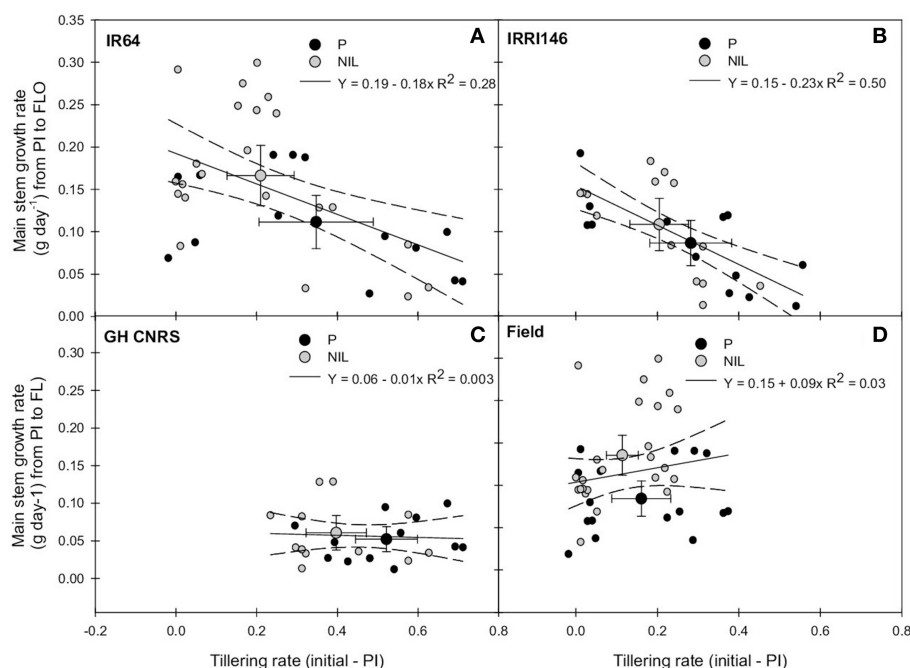 IR64
A
P
NIL
Y = 0.19 - 0.18x R2 = 0.28
IRRI146
B
P
NIL
Y = 0.15 - 0.23x R2 = 0.50
0.35
0.30
0.25
0.20
0.15
0.10
0.05
0.00
Main stem growth rate
(g day-1) from PI to FLO
GH CNRS
C
P
NIL
Y = 0.06 - 0.01x R2 = 0.003
Field
D
P
NIL
Y = 0.15 + 0.09x R2 = 0.03
0.30
0.25
0.20
0.15
0.10
0.05
0.00
Main stem growth rate
(g day-1) from PI to FL)
-0.2 0.0 0.2 0.4 0.6 0.8 0.0 0.2 0.4 0.6 0.8
Tillering rate (initial - PI) Tillering rate (initial - PI)